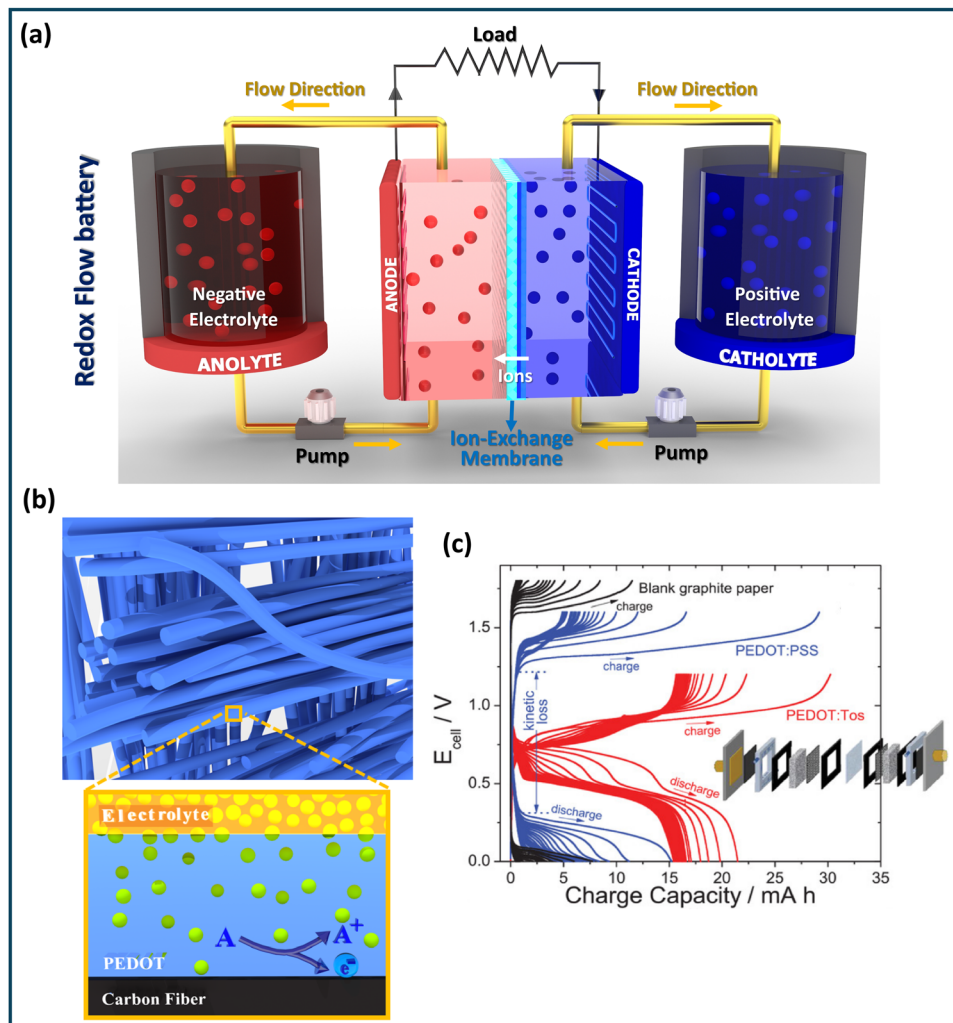 (a)
Load
Flow Direction
Flow Direction
Redox Flow battery
ANODE
CATHODE
Negative
Electrolyte
Positive
Electrolyte
ANOLYTE
CATHOLYTE
Ions
Pump
Ion-Exchange
Membrane
Pump
(b)
Electrolyte
A
A+
e-
PEDOT
Carbon Fiber
(c)
Blank graphite paper
charge
PEDOT:PSS
charge
kinetic
loss
PEDOT:Tos
charge
discharge
discharge
E cell / V
1.5
1.0
0.5
0.0
0 5 10 15 20 25 30 35
Charge Capacity / mA h